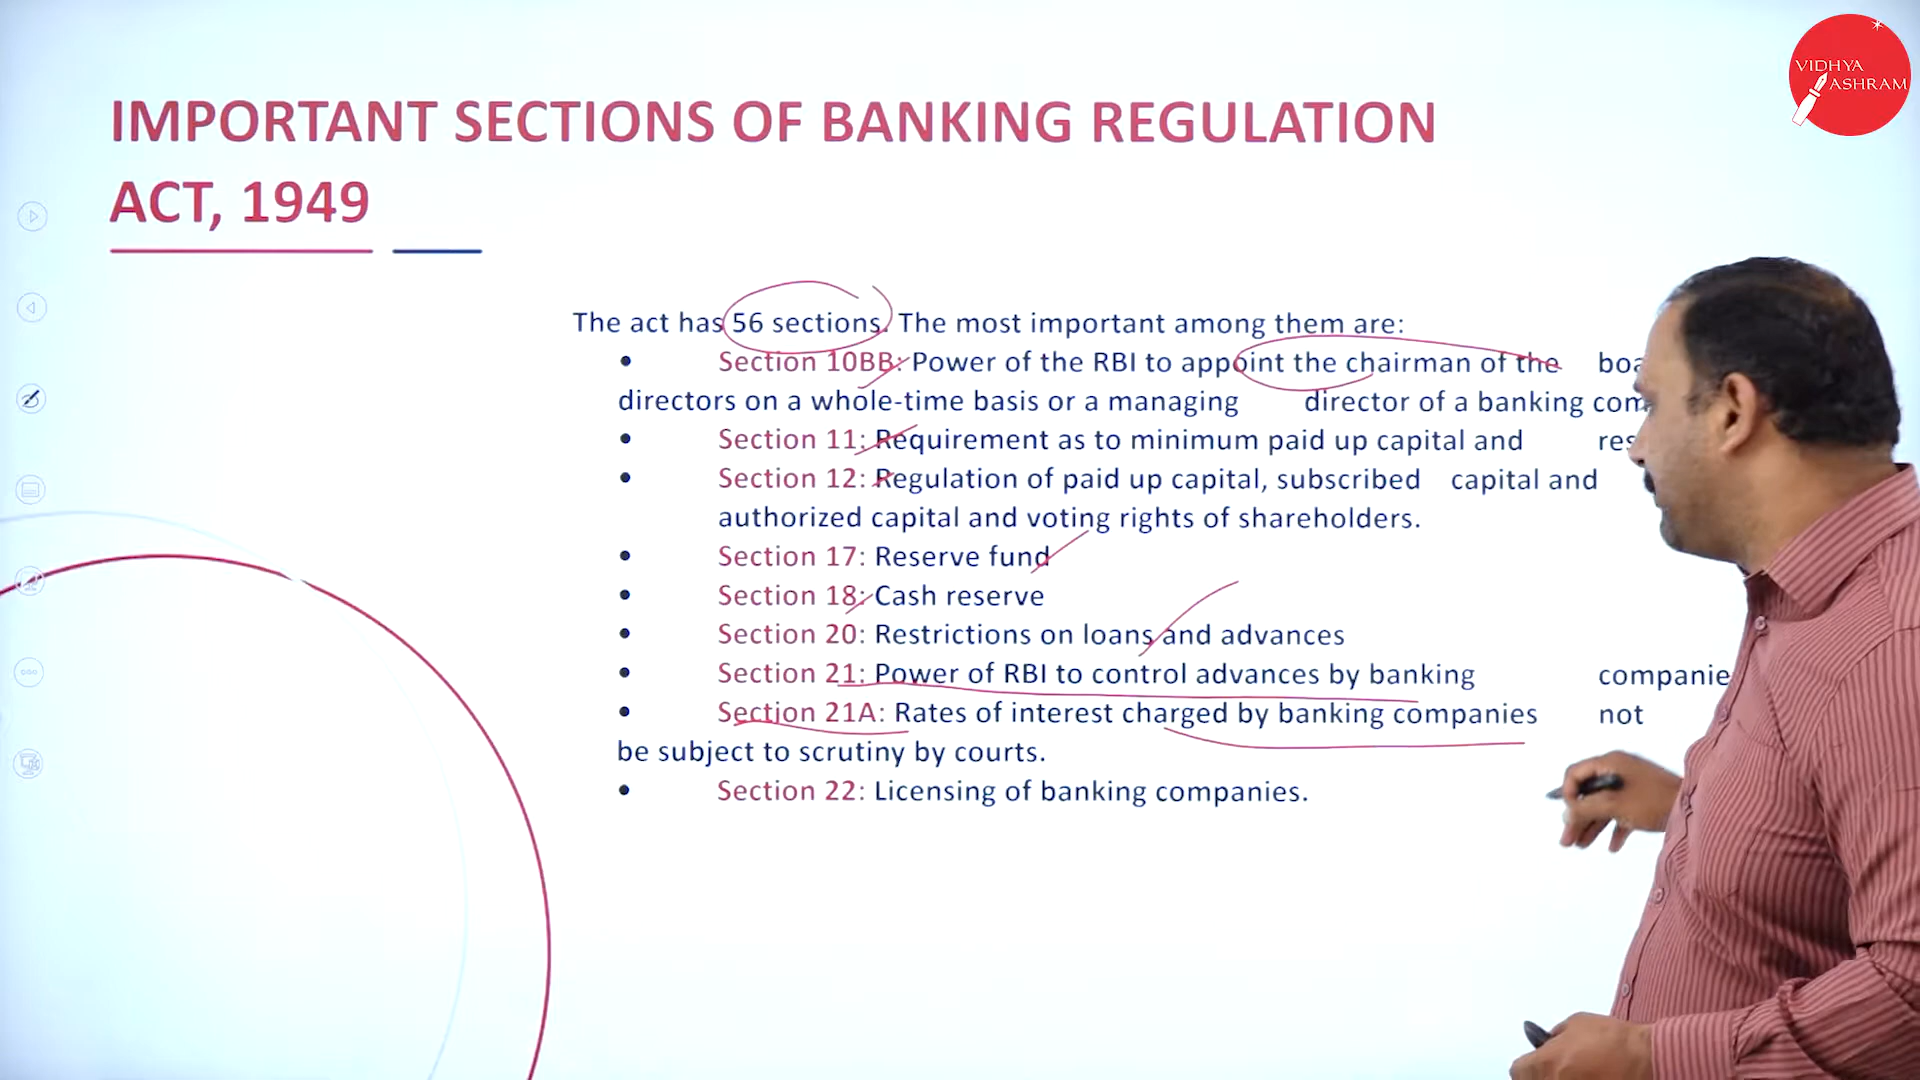 VIDHYA
ASHRAM
IMPORTANT SECTIONS OF BANKING REGULATION
ACT, 1949
The act has 56 sections. The most important among them are:
• Section 10BB: Power of the RBI to appoint the chairman of the
directors on a whole-time basis or a managing director of a banking
• Section 11: Requirement as to minimum paid up capital and
• Section 12: Regulation of paid up capital, subscribed capital and
authorized capital and voting rights of shareholders.
• Section 17: Reserve fund
• Section 18: Cash reserve
• Section 20: Restrictions on loans and advances
• Section 21: Power of RBI to control advances by banking
• Section 21A: Rates of interest charged by banking companies not
be subject to scrutiny by courts.
• Section 22: Licensing of banking companies.